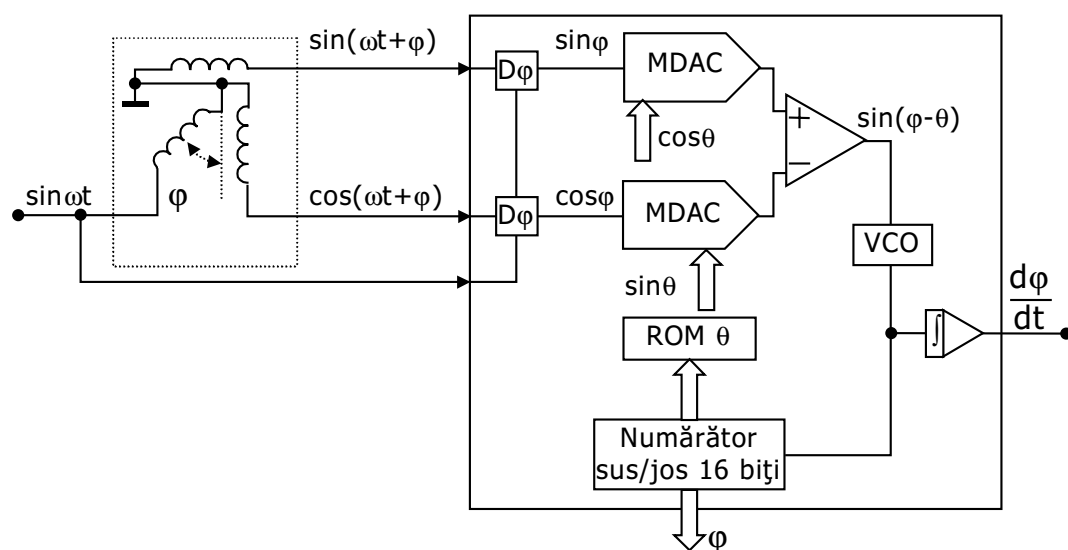 sin(ωt+φ)
sinφ
MDAC
Dφ
cosθ
+
sin(φ-θ)
sinωt
φ
cos(ωt+φ)
Dφ
cosφ
MDAC
−
VCO
sinθ
dφ
dt
ROM θ
∫
Numărător
sus/jos 16 biţi
φ